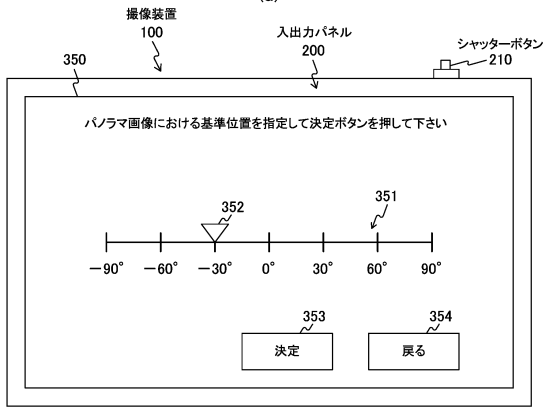 撮像装置
100
入出力パネル
200
シャッターボタン
210
350
パノラマ画像における基準位置を指定して決定ボタンを押して下さい
352
351
－90° －60° －30° 0° 30° 60° 90°
353
354
決定
戻る